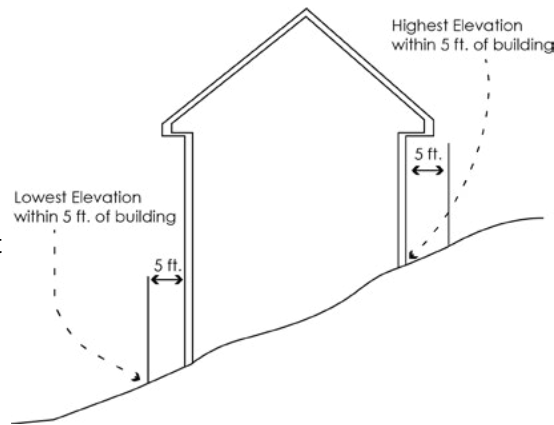 Highest Elevation
within 5 ft. of building
5 ft.
Lowest Elevation
within 5 ft. of building
5 ft.